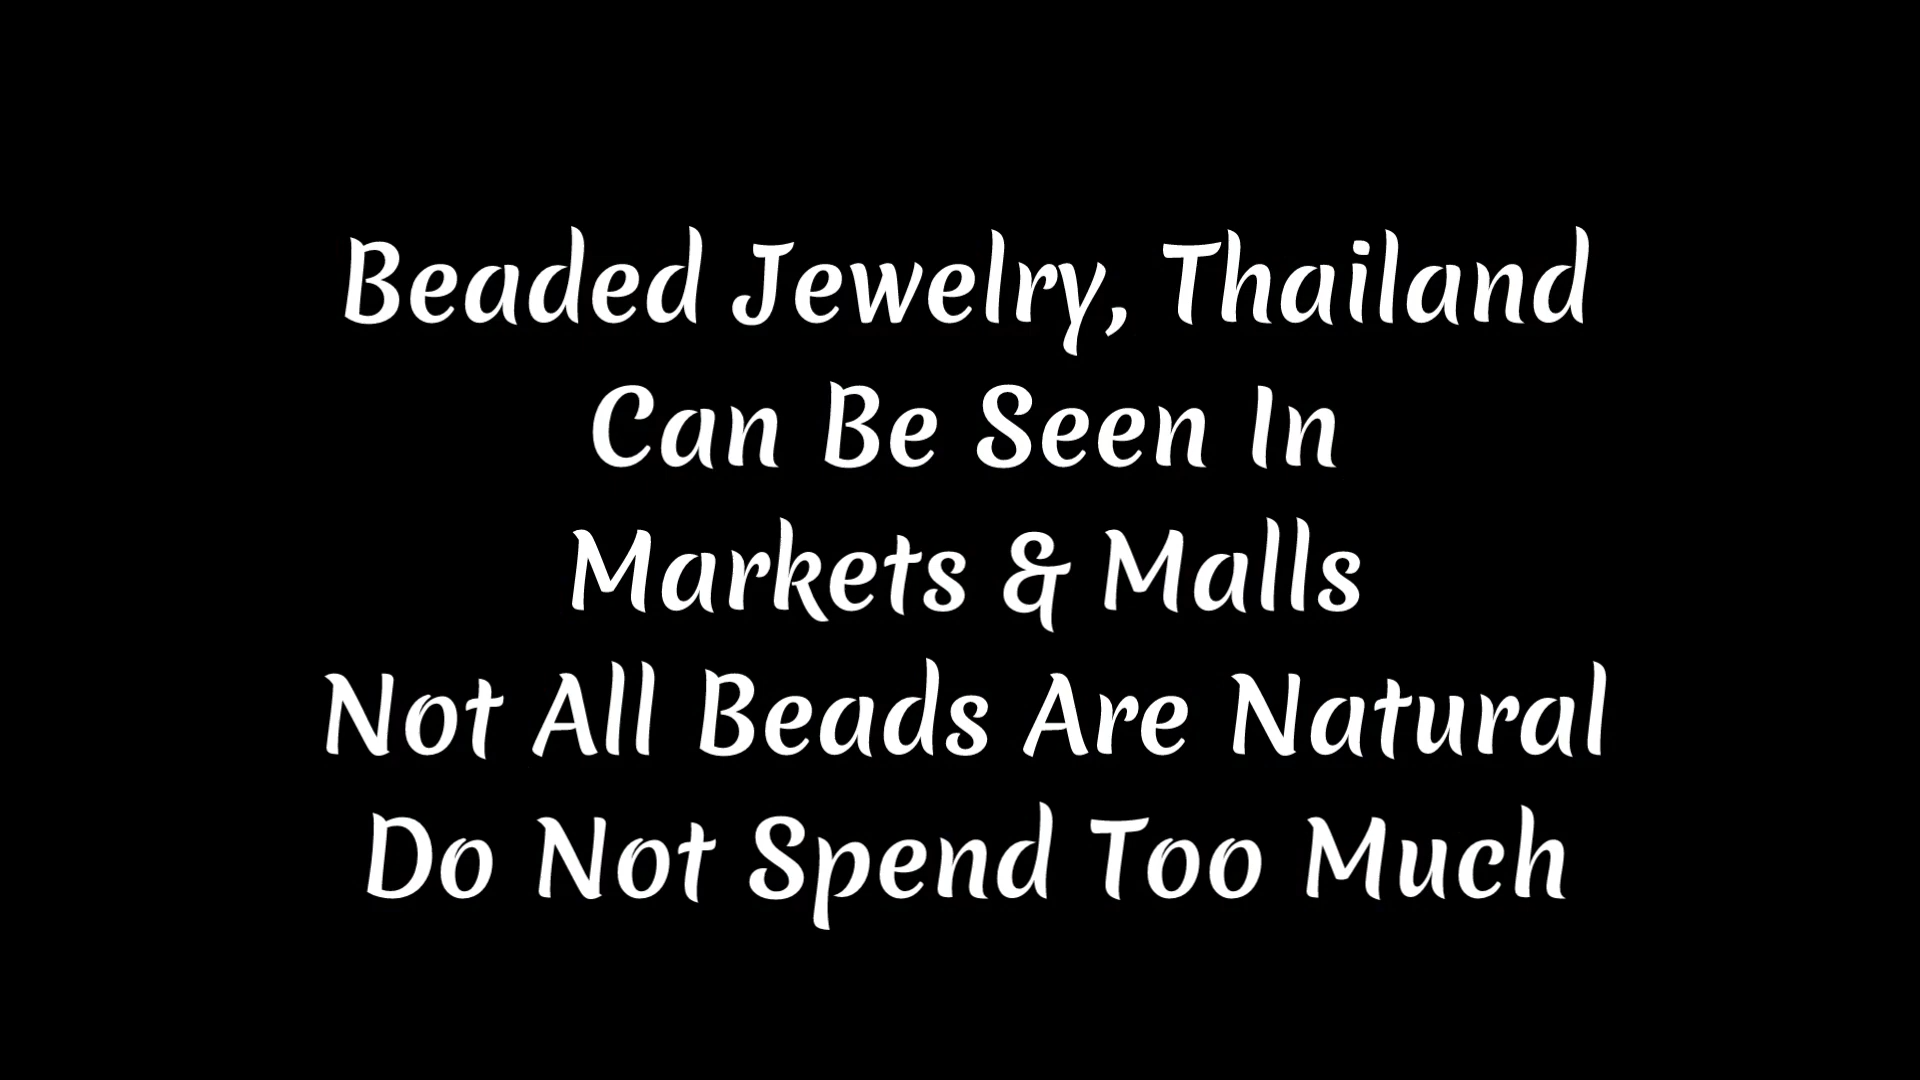 Beaded Jewelry, Thailand
Can Be Seen In
Markets & Malls
Not All Beads Are Natural
Do Not Spend Too Much